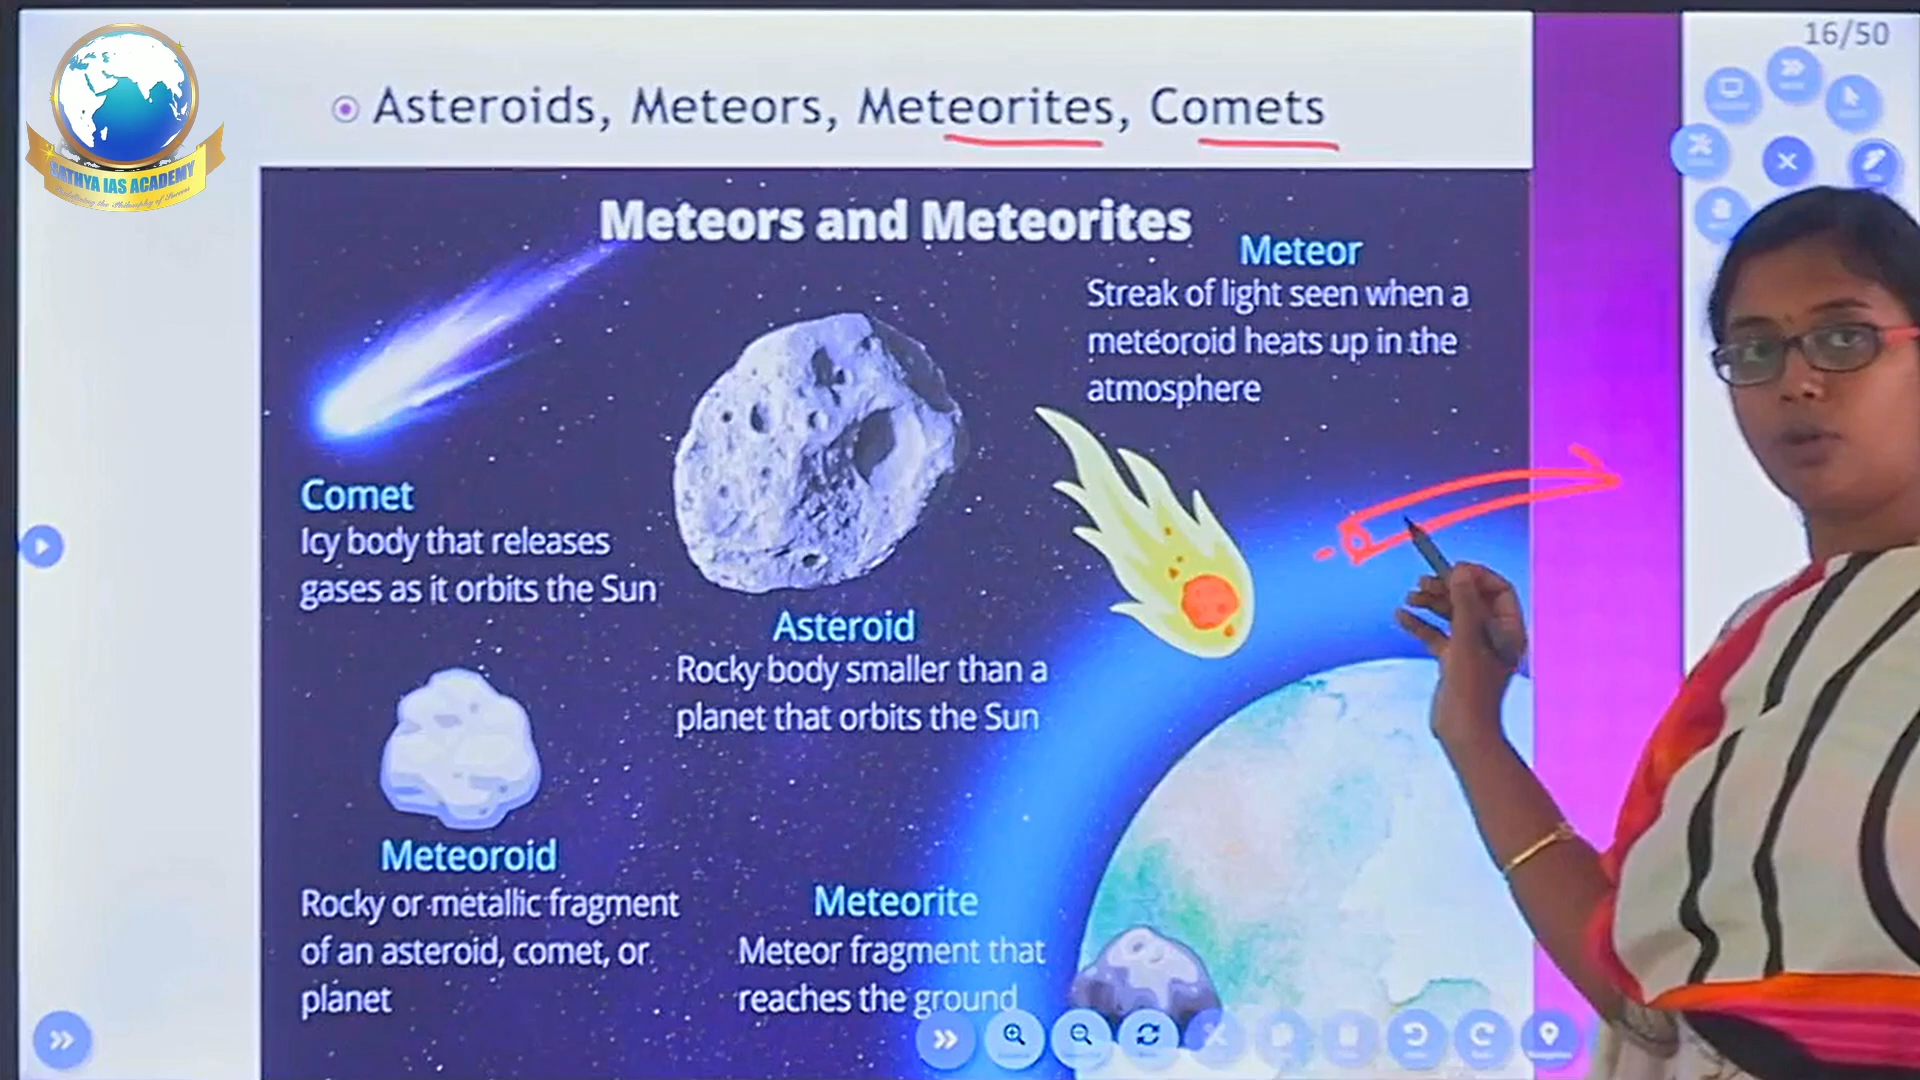 16/50
SATHYA IAS ACADEMY
Asteroids, Meteors, Meteorites, Comets
Meteors and Meteorites
Meteor
Streak of light seen when a
meteoroid heats up in the
atmosphere
Comet
Icy body that releases
gases as it orbits the Sun
Asteroid
Rocky body smaller than a
planet that orbits the Sun
Meteoroid
Rocky or metallic fragment
of an asteroid, comet, or
planet
Meteorite
Meteor fragment that
reaches the ground